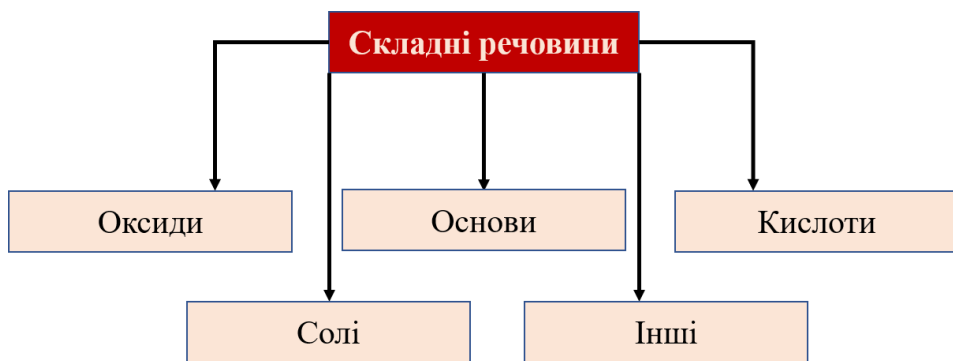 Складні речовини
Оксиди
Основи
Кислоти
Солі
Інші